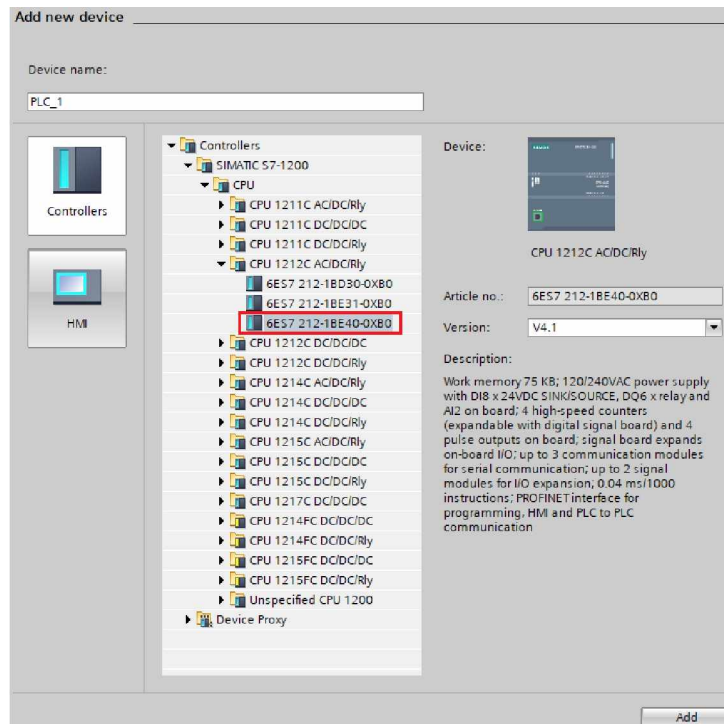 Add new device
Device name:
PLC_1
Controllers
HMI
Controllers
SIMATIC S7-1200
CPU
CPU 1211C AC/DC/Rly
CPU 1211C DC/DC/DC
CPU 1211C DC/DC/Rly
CPU 1212C AC/DC/Rly
6ES7 212-1BD30-0XB0
6ES7 212-1BE31-0XB0
6ES7 212-1BE40-0XB0
CPU 1212C DC/DC/DC
CPU 1212C DC/DC/Rly
CPU 1214C AC/DC/Rly
CPU 1214C DC/DC/DC
CPU 1214C DC/DC/Rly
CPU 1215C AC/DC/Rly
CPU 1215C DC/DC/DC
CPU 1215C DC/DC/Rly
CPU 1217C DC/DC/DC
CPU 1214FC DC/DC/DC
CPU 1214FC DC/DC/Rly
CPU 1215FC DC/DC/DC
CPU 1215FC DC/DC/Rly
Unspecified CPU 1200
Device Proxy
Device:
CPU 1212C AC/DC/Rly
Article no.: 6ES7 212-1BE40-0XB0
Version: V4.1
Description:
Work memory 75 KB; 120/240VAC power supply
with DI8 x 24VDC SINK/SOURCE, DQ6 x relay and
AI2 on board; 4 high-speed counters
(expandable with digital signal board) and 4
pulse outputs on board; signal board expands
on-board I/O; up to 3 communication modules
for serial communication; up to 2 signal
modules for I/O expansion; 0.04 ms/1000
instructions; PROFINET interface for
programming, HMI and PLC to PLC
communication
Add